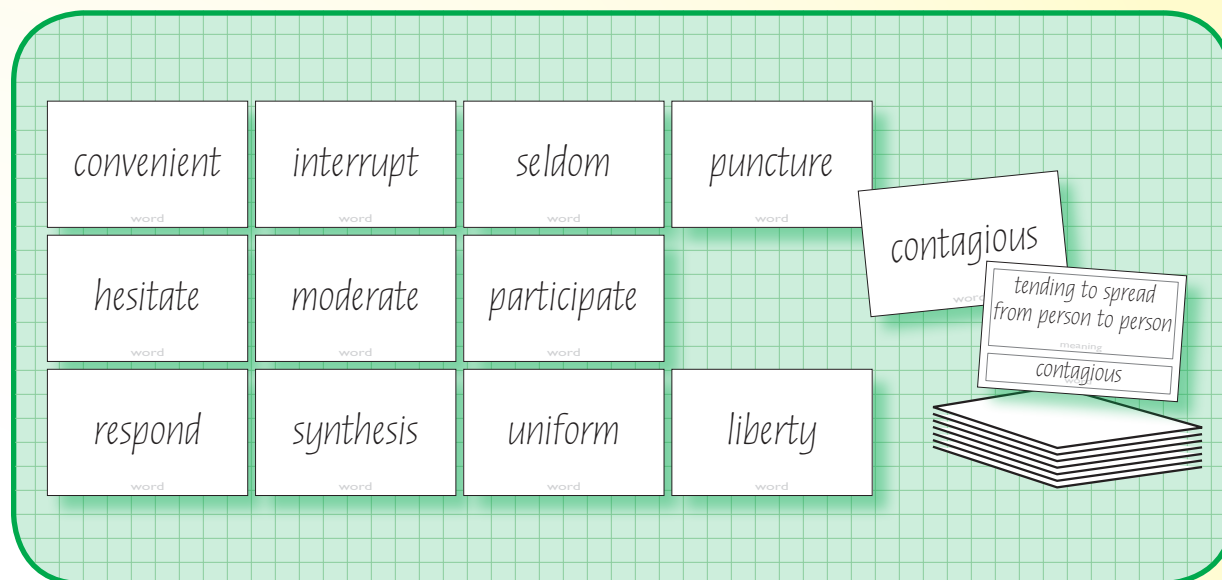 convenient
word
interrupt
word
seldom
word
puncture
word
hesitate
word
moderate
word
participate
word
contagious
word
tending to spread
from person to person
meaning
contagious
word
respond
word
synthesis
word
uniform
word
liberty
word